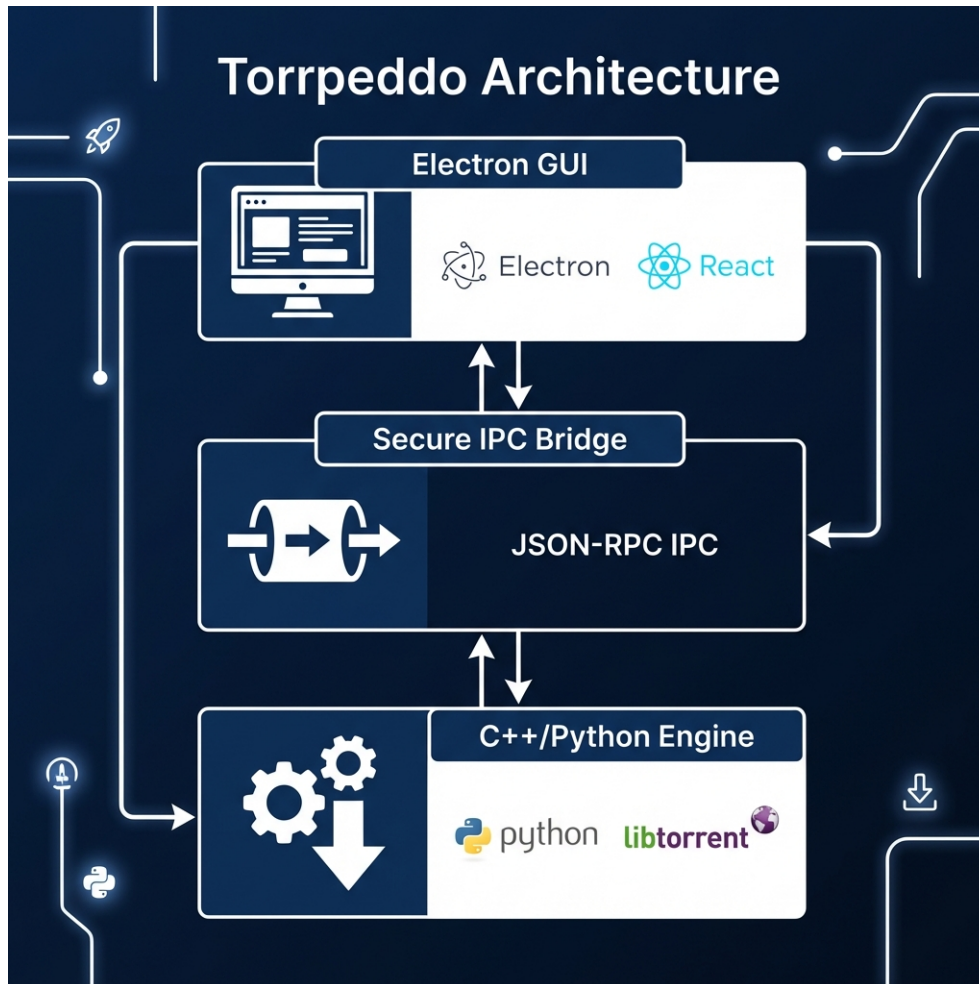 Torrpeddo Architecture
Electron GUI
Electron
React
Secure IPC Bridge
JSON-RPC IPC
C++/Python Engine
python
libtorrent